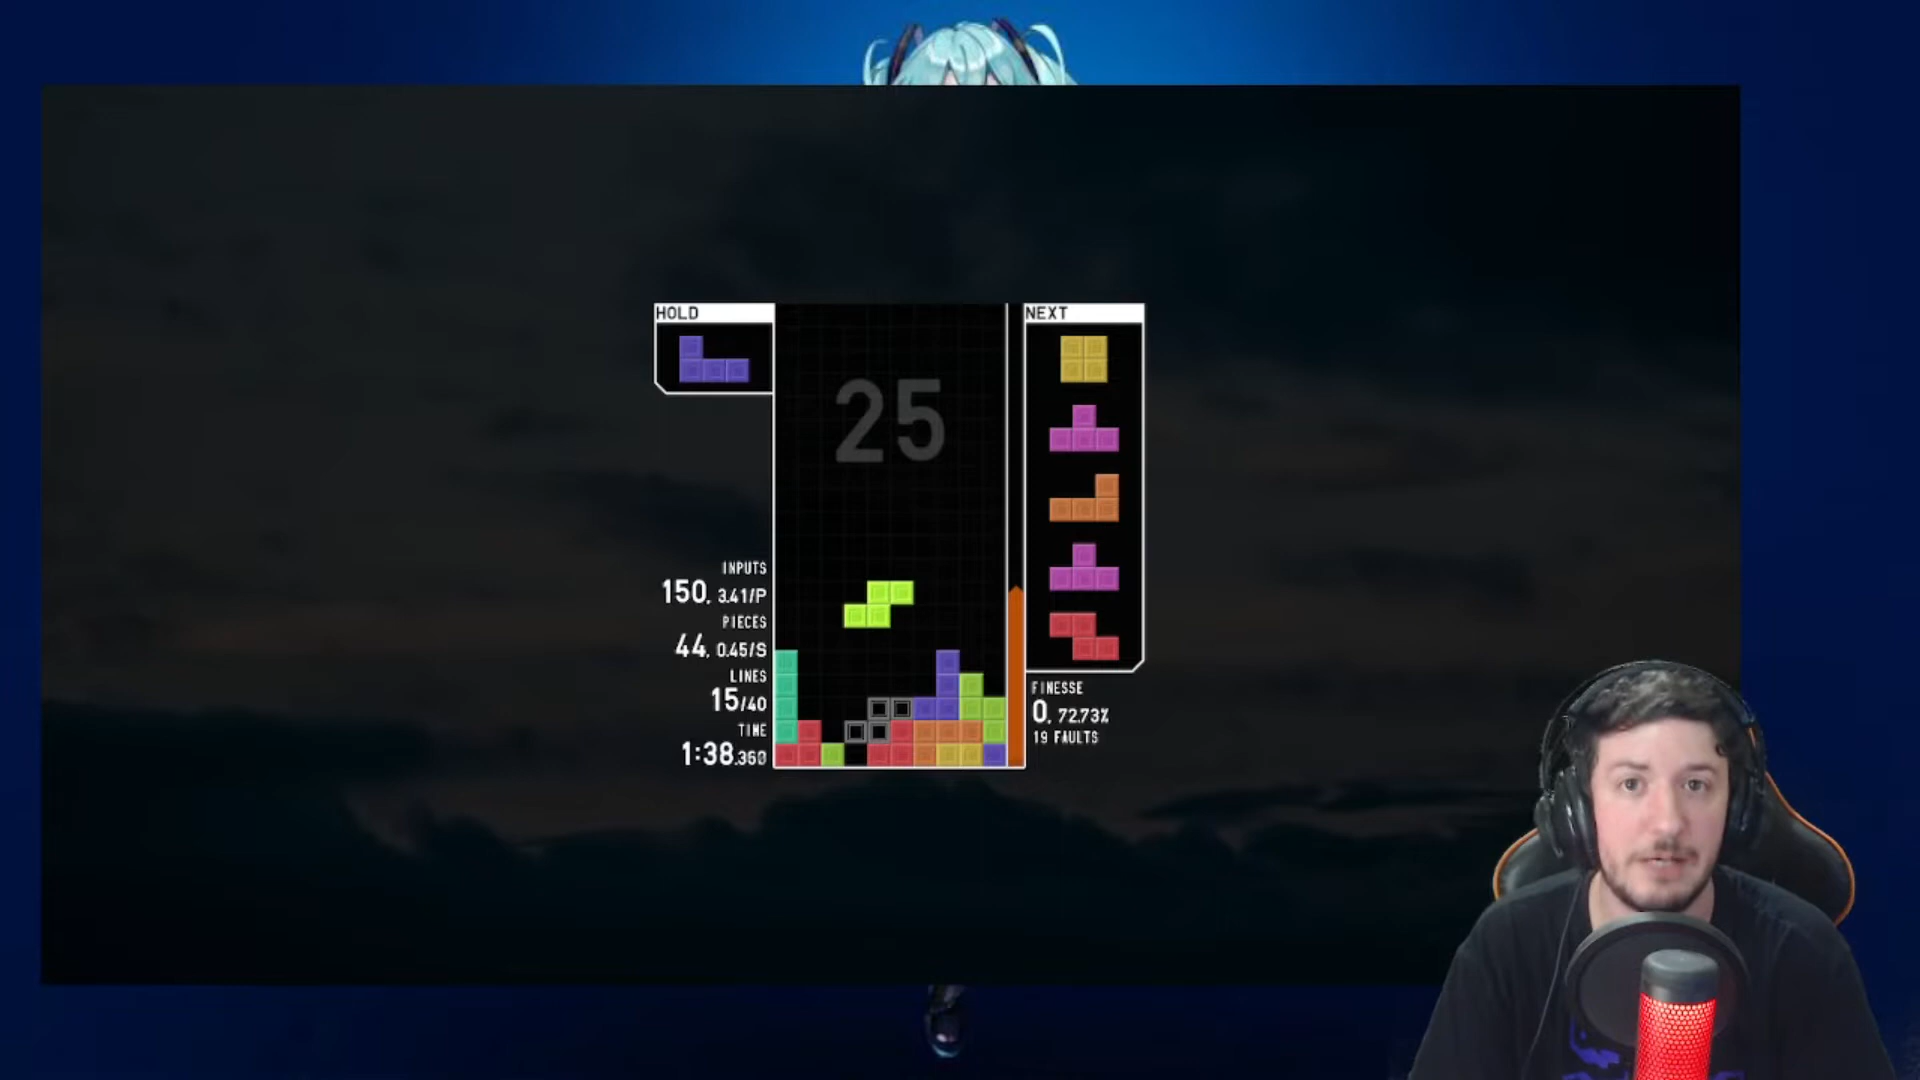 HOLD
NEXT
25
INPUTS
150, 3.41/P
PIECES
44, 0.45/S
LINES
15/40
TIME
1:38.360
FINESSE
0, 72.73%
19 FAULTS